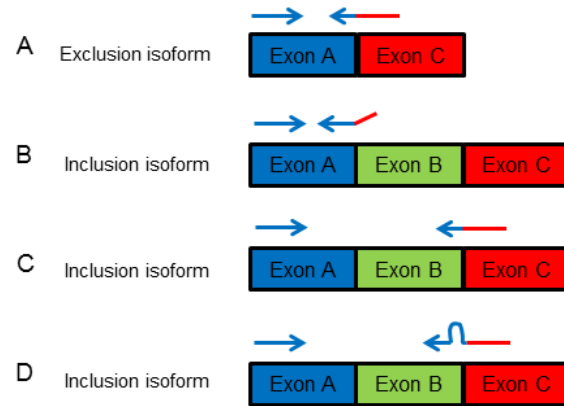 A Exclusion isoform Exon A Exon C
B Inclusion isoform Exon A Exon B Exon C
C Inclusion isoform Exon A Exon B Exon C
D Inclusion isoform Exon A Exon B Exon C